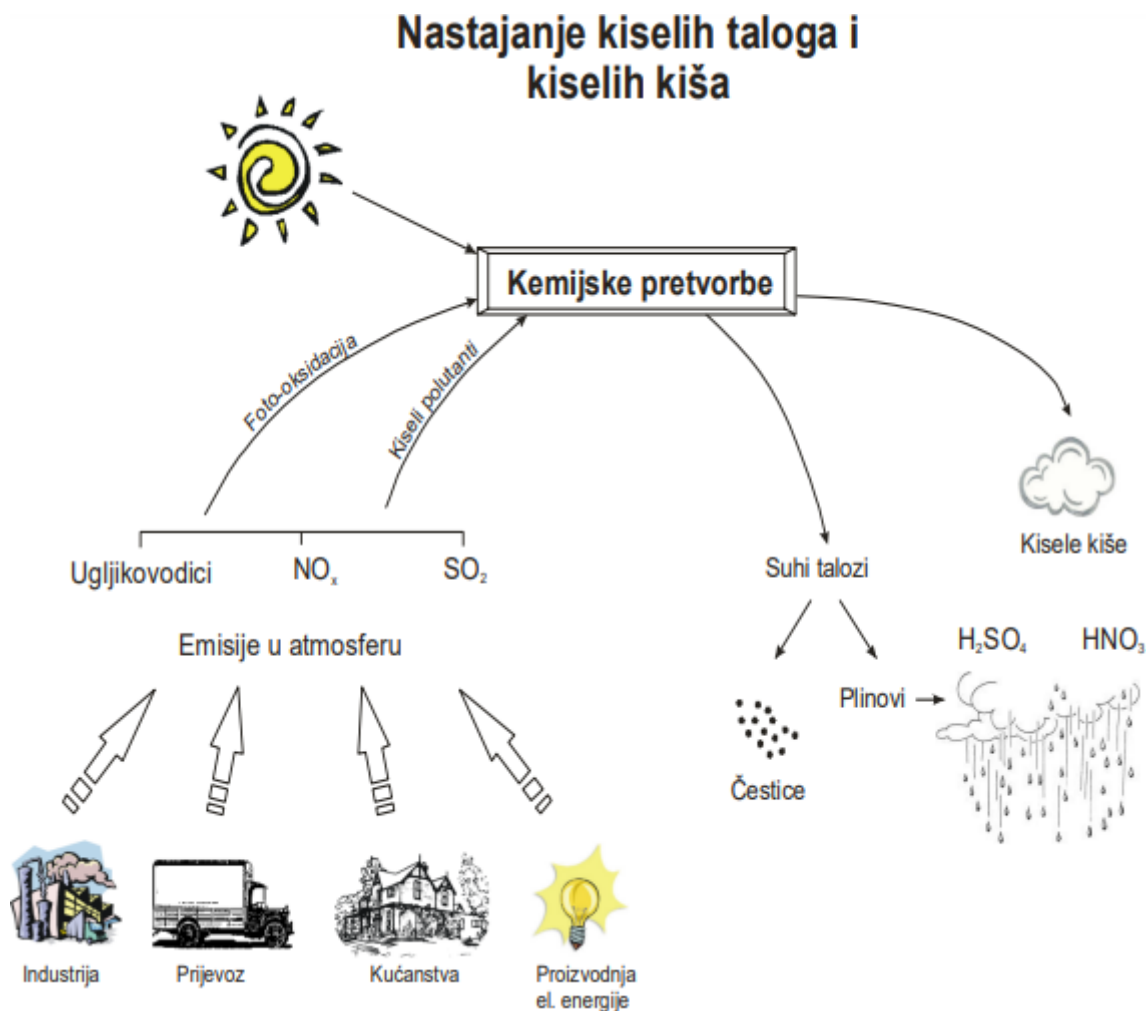 Nastajanje kiselih taloga i
kiselih kiša
Kemijske pretvorbe
Foto-oksidacija
Kiseli polutanti
Ugljikovodici
NOₓ
SO₂
Kisele kiše
Suhi talozi
Emisije u atmosferu
H₂SO₄
HNO₃
Plinovi
Čestice
Industrija
Prijevoz
Kućanstva
Proizvodnja
el. energije